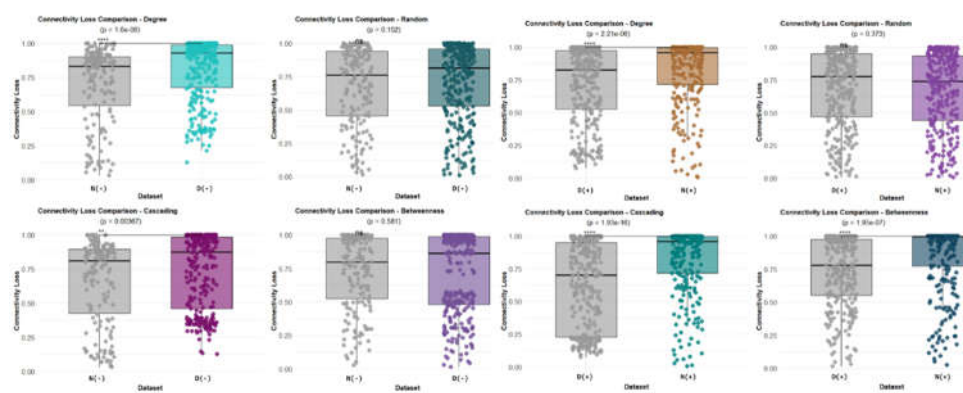 Connectivity Loss Comparison - Degree
(p = 1.6e-08)
****
Connectivity Loss
1.00
0.75
0.50
0.25
0.00
N(-)
D(-)
Dataset
Connectivity Loss Comparison - Random
(p = 0.152)
ns
Connectivity Loss
1.00
0.75
0.50
0.25
0.00
N(-)
D(-)
Dataset
Connectivity Loss Comparison - Degree
(p = 2.21e-08)
****
Connectivity Loss
1.00
0.75
0.50
0.25
0.00
D(+)
N(+)
Dataset
Connectivity Loss Comparison - Random
(p = 0.373)
ns
Connectivity Loss
1.00
0.75
0.50
0.25
0.00
D(+)
N(+)
Dataset
Connectivity Loss Comparison - Cascading
(p = 0.00367)
**
Connectivity Loss
1.00
0.75
0.50
0.25
0.00
N(-)
D(-)
Dataset
Connectivity Loss Comparison - Betweenness
(p = 0.581)
ns
Connectivity Loss
1.00
0.75
0.50
0.25
0.00
N(-)
D(-)
Dataset
Connectivity Loss Comparison - Cascading
****
Connectivity Loss
1.00
0.75
0.50
0.25
0.00
D(+)
N(+)
Dataset
Connectivity Loss Comparison - Betweenness
****
Connectivity Loss
1.00
0.75
0.50
0.25
0.00
D(+)
N(+)
Dataset